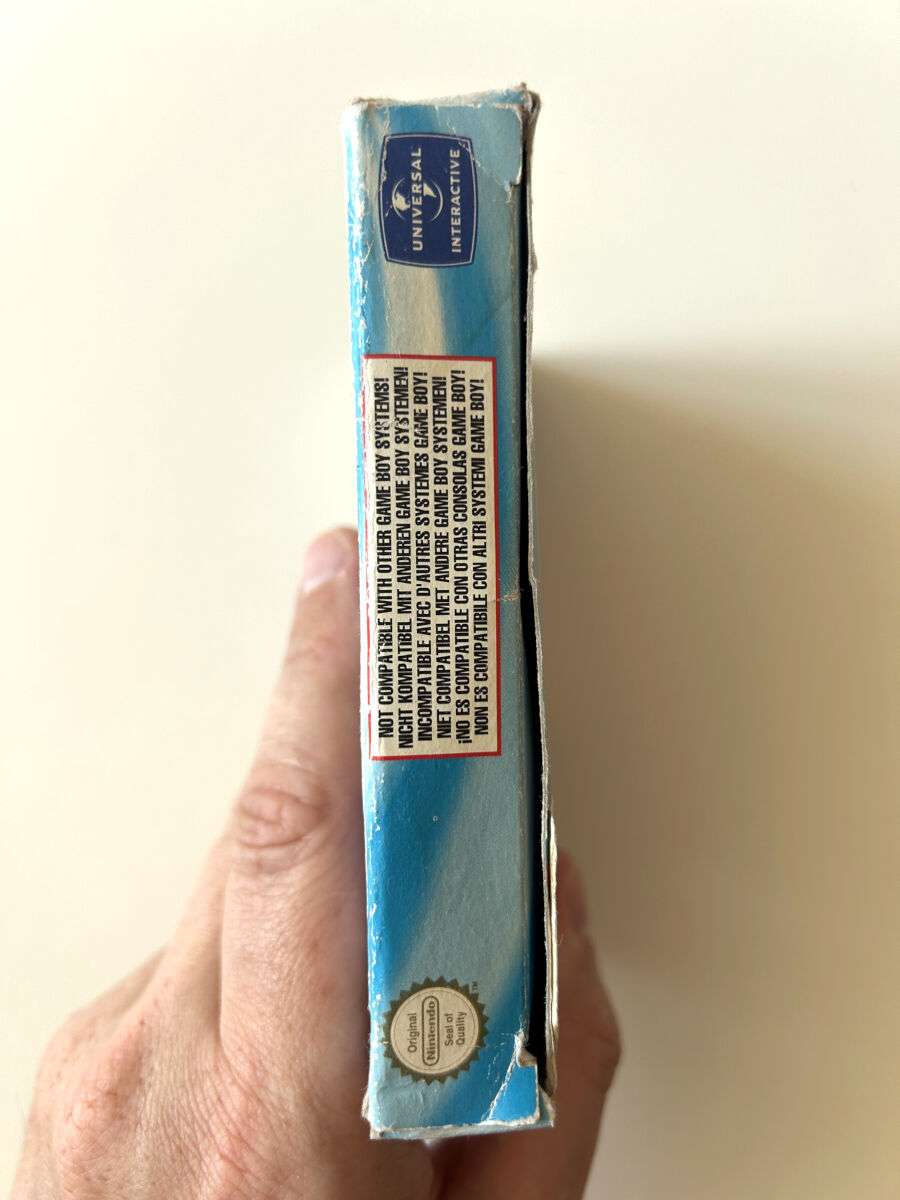 UNIVERSAL
INTERACTIVE
NOT COMPATIBLE WITH OTHER GAME BOY SYSTEMS!
NICHT KOMPATIBEL MIT ANDEREN GAME BOY SYSTEMEN!
INCOMPATIBLE AVEC D'AUTRES SYSTEMES GAME BOY!
NIET COMPATIBEL MET ANDERE GAME BOY SYSTEMEN!
¡NO ES COMPATIBLE CON OTRAS CONSOLAS GAME BOY!
NON ES COMPATIBILE CON ALTRI SYSTEMI GAME BOY!
Original
Nintendo
Seal of
Quality
TM